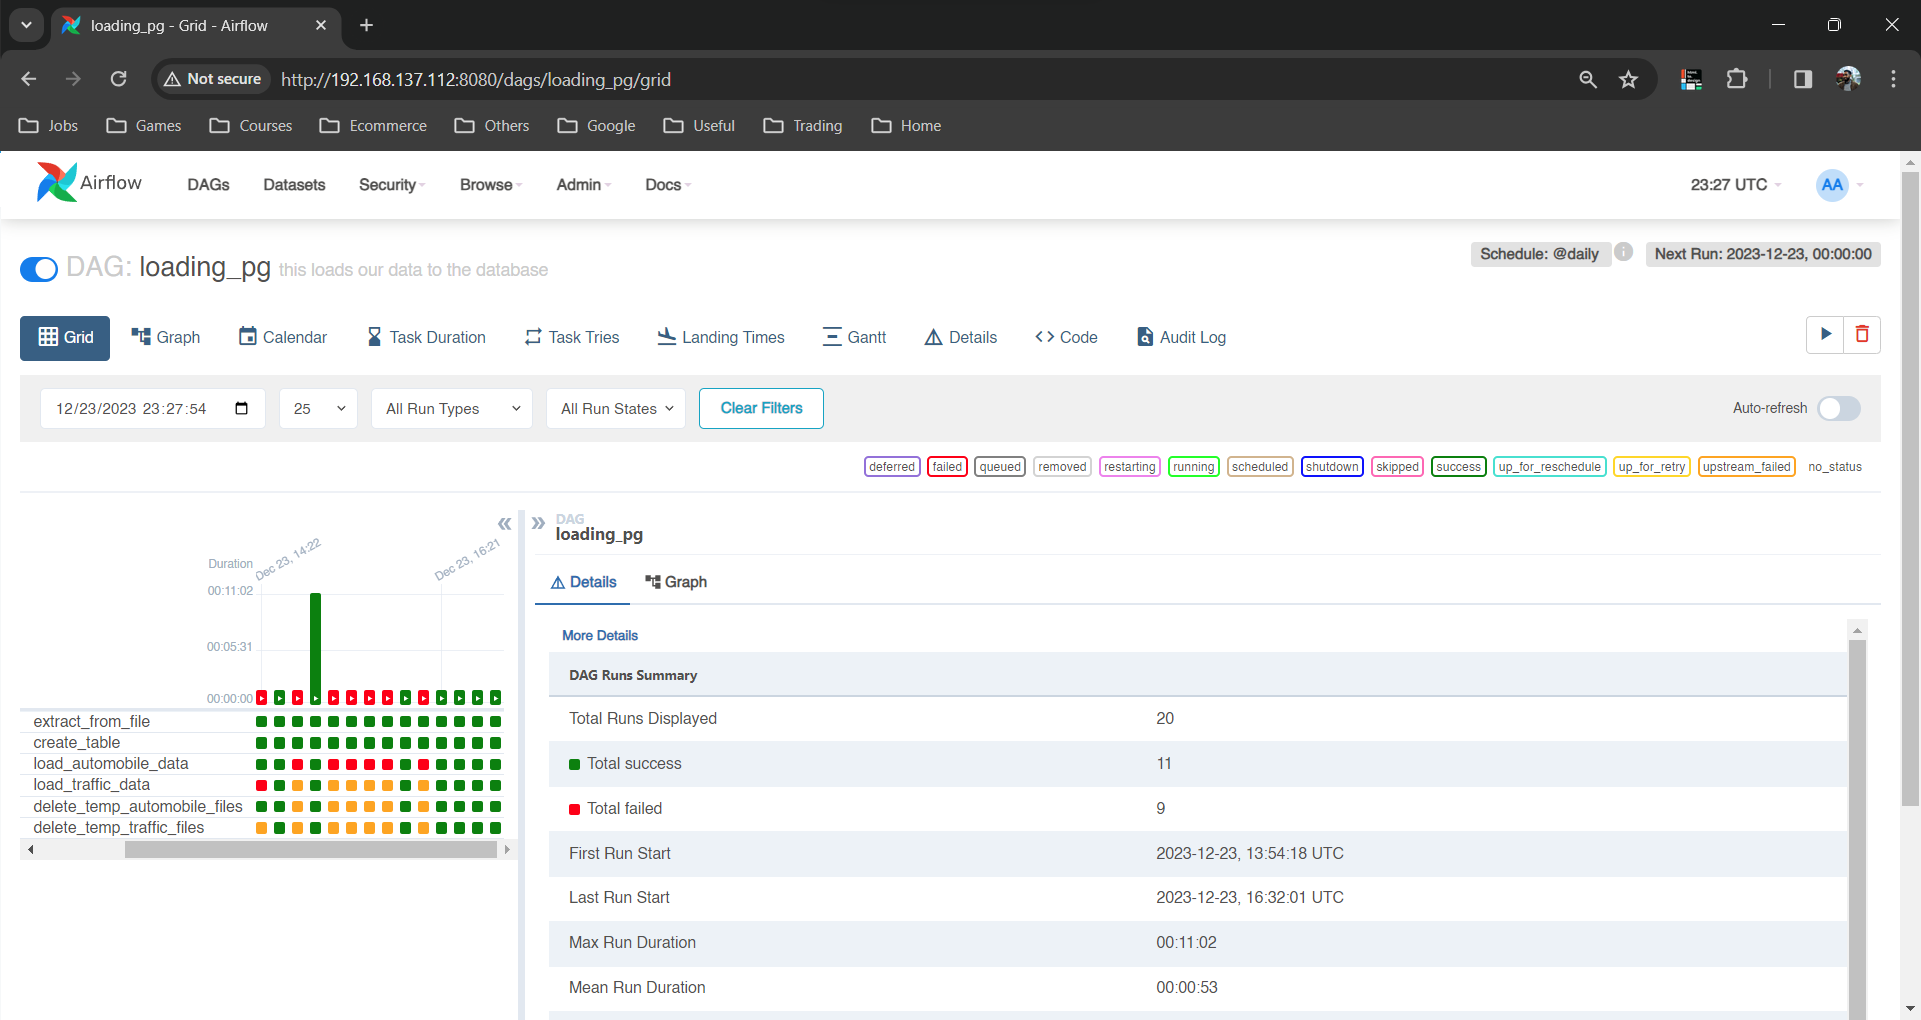 loading_pg - Grid - Airflow
Not secure
http://192.168.137.112:8080/dags/loading_pg/grid
Jobs Games Courses Ecommerce Others Google Useful Trading Home
Airflow DAGs Datasets Security Browse Admin Docs 23:27 UTC AA
DAG: loading_pg this loads our data to the database
Schedule: @daily Next Run: 2023-12-23, 00:00:00
Grid Graph Calendar Task Duration Task Tries Landing Times Gantt Details Code Audit Log
12/23/2023 23:27:54 25 All Run Types All Run States Clear Filters Auto-refresh
deferred failed queued removed restarting running scheduled shutdown skipped success up_for_reschedule up_for_retry upstream_failed no_status
Duration
Dec 23, 14:22
Dec 23, 16:21
00:11:02
00:05:31
00:00:00
extract_from_file
create_table
load_automobile_data
load_traffic_data
delete_temp_automobile_files
delete_temp_traffic_files
DAG
loading_pg
Details Graph
More Details
DAG Runs Summary
Total Runs Displayed 20
Total success 11
Total failed 9
First Run Start 2023-12-23, 13:54:18 UTC
Last Run Start 2023-12-23, 16:32:01 UTC
Max Run Duration 00:11:02
Mean Run Duration 00:00:53